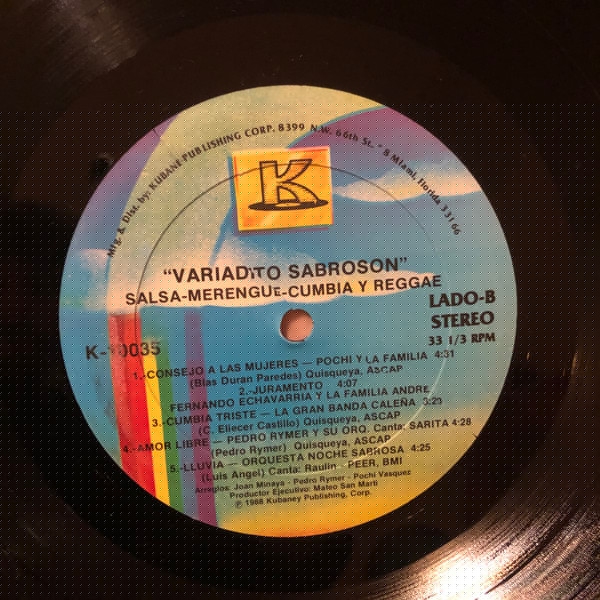 Mfg. & Dist. by: KUBANE PUBLISHING CORP. 8399 N.W. 66th St. " 8 Miami, Florida 33166
K
"VARIADITO SABROSON"
SALSA-MERENGUE-CUMBIA Y REGGAE
LADO-B
STEREO
33 1/3 RPM
K-10035
1.-CONSEJO A LAS MUJERES — POCHI Y LA FAMILIA 4:31
(Blas Duran Paredes) Quisqueya, ASCAP
2.-JURAMENTO 4:07
FERNANDO ECHAVARRIA Y LA FAMILIA ANDRE
3.-CUMBIA TRISTE — LA GRAN BANDA CALEÑA 3:20
(C. Eliecer Castillo) Quisqueya, ASCAP
4.-AMOR LIBRE — PEDRO RYMER Y SU ORQ. Canta: SARITA 4:28
(Pedro Rymer) Quisqueya, ASCAP
5.-LLUVIA — ORQUESTA NOCHE SABROSA 4:25
(Luis Angel) Canta: Raulin - PEER, BMI
Arreglos: Joan Minaya - Pedro Rymer - Pochi Vasquez
Productor Ejecutivo: Mateo San Marti
℗ 1988 Kubaney Publishing, Corp.